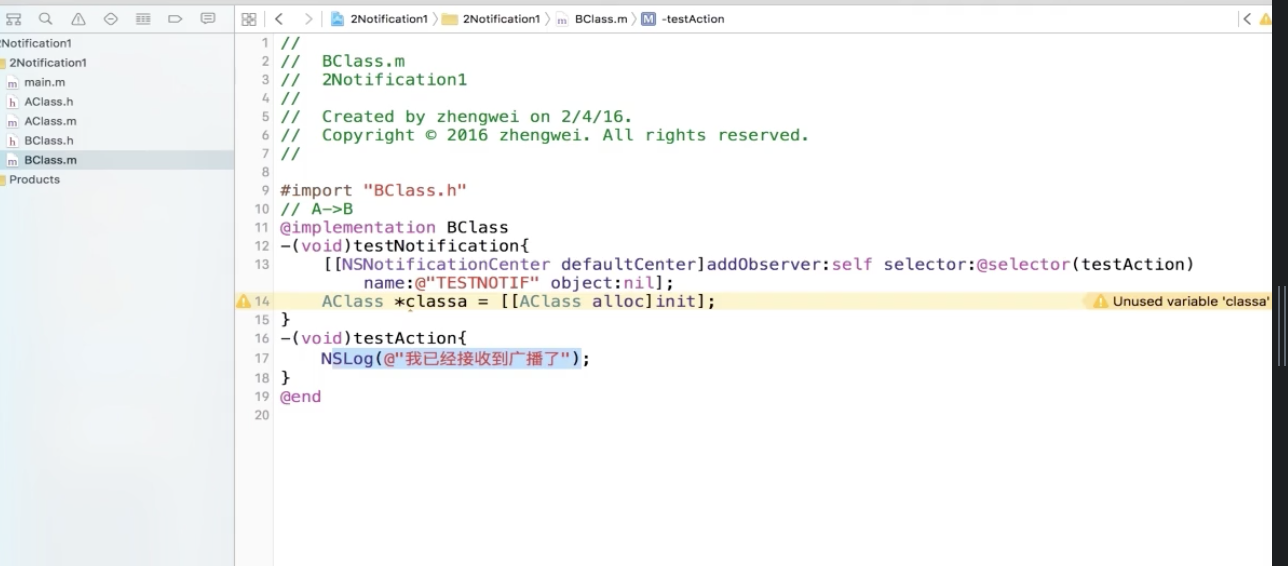 2Notification1 〉 2Notification1 〉 m BClass.m 〉 M -testAction
Notification1
2Notification1
m main.m
h AClass.h
m AClass.m
h BClass.h
m BClass.m
Products
1 //
2 //  BClass.m
3 //  2Notification1
4 //
5 //  Created by zhengwei on 2/4/16.
6 //  Copyright © 2016 zhengwei. All rights reserved.
7 //
8
9 #import "BClass.h"
10 // A->B
11 @implementation BClass
12 -(void)testNotification{
13     [[NSNotificationCenter defaultCenter]addObserver:self selector:@selector(testAction)
name:@"TESTNOTIF" object:nil];
14     AClass *classa = [[AClass alloc]init]; Unused variable 'classa'
15 }
16 -(void)testAction{
17     NSLog(@"我已经接收到广播了");
18 }
19 @end
20